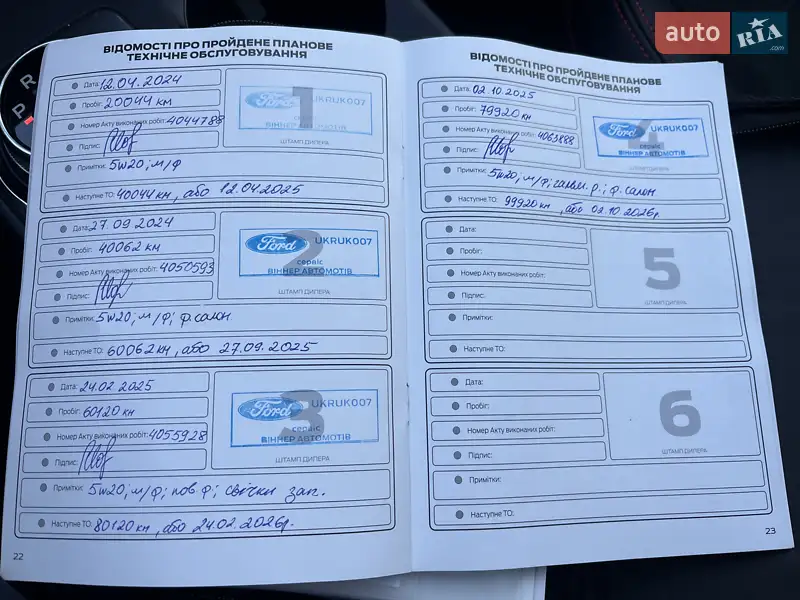 auto RIA .com
R
P
ВІДОМОСТІ ПРО ПРОЙДЕНЕ ПЛАНОВЕ
ТЕХНІЧНЕ ОБСЛУГОВУВАННЯ
Дата: 12.04.2024
Пробіг: 20044 км
Номер Акту виконаних робіт: 4044788
Підпис:
Примітки: 5w20; м/ф
Наступне ТО: 40044 км, або 12.04.2025
1
Ford UKRUK007
сервіс
ВІННЕР АВТОМОТІВ
ШТАМП ДИЛЕРА
Дата: 27.09.2024
Пробіг: 40062 км
Номер Акту виконаних робіт: 4050593
Підпис:
Примітки: 5w20; м/ф; ф.салон.
Наступне ТО: 60062 км, або 27.09.2025
2
Ford UKRUK007
сервіс
ВІННЕР АВТОМОТІВ
ШТАМП ДИЛЕРА
Дата: 24.02.2025
Пробіг: 60120 км
Номер Акту виконаних робіт: 4055928
Підпис:
Примітки: 5w20; м/ф; пов.ф; свічки зап.
Наступне ТО: 80120 км, або 24.02.2026р.
3
Ford UKRUK007
сервіс
ВІННЕР АВТОМОТІВ
ШТАМП ДИЛЕРА
22
ВІДОМОСТІ ПРО ПРОЙДЕНЕ ПЛАНОВЕ
ТЕХНІЧНЕ ОБСЛУГОВУВАННЯ
Дата: 02.10.2025
Пробіг: 79920 км
Номер Акту виконаних робіт: 4063888
Підпис:
Примітки: 5w20; м/ф; гальм.р.; ф.салон
Наступне ТО: 99920 км, або 02.10.2026р.
4
Ford UKRUK007
сервіс
ВІННЕР АВТОМОТІВ
ШТАМП ДИЛЕРА
Дата:
Пробіг:
Номер Акту виконаних робіт:
Підпис:
Примітки:
Наступне ТО:
5
ШТАМП ДИЛЕРА
Дата:
Пробіг:
Номер Акту виконаних робіт:
Підпис:
Примітки:
Наступне ТО:
6
ШТАМП ДИЛЕРА
23